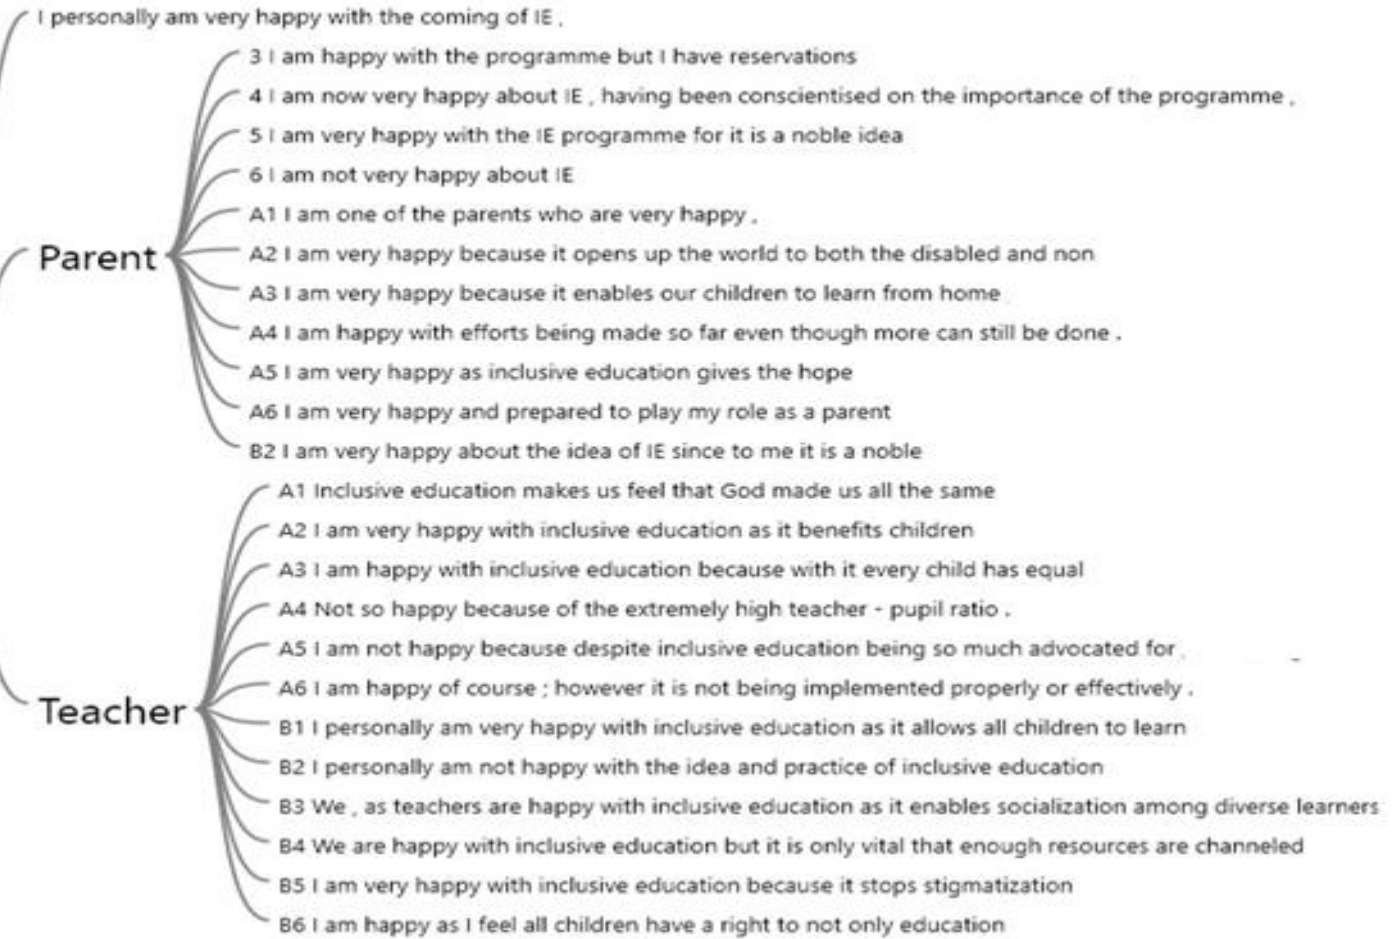 I personally am very happy with the coming of IE .
3 I am happy with the programme but I have reservations
4 I am now very happy about IE , having been conscientised on the importance of the programme .
5 I am very happy with the IE programme for it is a noble idea
6 I am not very happy about IE
A1 I am one of the parents who are very happy .
Parent
A2 I am very happy because it opens up the world to both the disabled and non
A3 I am very happy because it enables our children to learn from home
A4 I am happy with efforts being made so far even though more can still be done .
A5 I am very happy as inclusive education gives the hope
A6 I am very happy and prepared to play my role as a parent
B2 I am very happy about the idea of IE since to me it is a noble
A1 Inclusive education makes us feel that God made us all the same
A2 I am very happy with inclusive education as it benefits children
A3 I am happy with inclusive education because with it every child has equal
A4 Not so happy because of the extremely high teacher - pupil ratio .
A5 I am not happy because despite inclusive education being so much advocated for ,
A6 I am happy of course ; however it is not being implemented properly or effectively .
Teacher
B1 I personally am very happy with inclusive education as it allows all children to learn
B2 I personally am not happy with the idea and practice of inclusive education
B3 We , as teachers are happy with inclusive education as it enables socialization among diverse learners
B4 We are happy with inclusive education but it is only vital that enough resources are channeled
B5 I am very happy with inclusive education because it stops stigmatization
B6 I am happy as I feel all children have a right to not only education